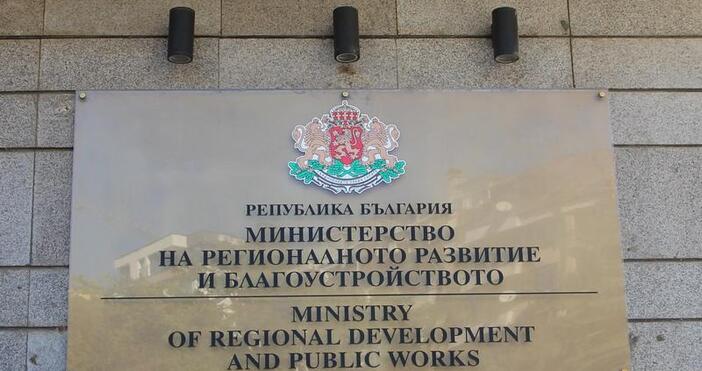 РЕПУБЛИКА БЪЛГАРИЯ
МИНИСТЕРСТВО
НА РЕГИОНАЛНОТО РАЗВИТИЕ
И БЛАГОУСТРОЙСТВОТО
MINISTRY
OF REGIONAL DEVELOPMENT
AND PUBLIC WORKS